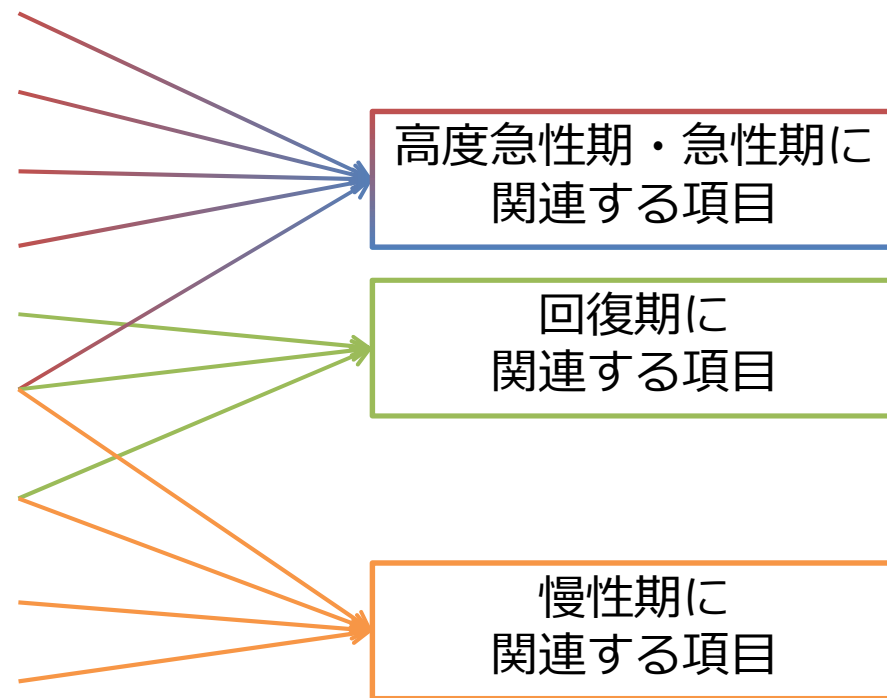 高度急性期・急性期に
関連する項目
回復期に
関連する項目
慢性期に
関連する項目